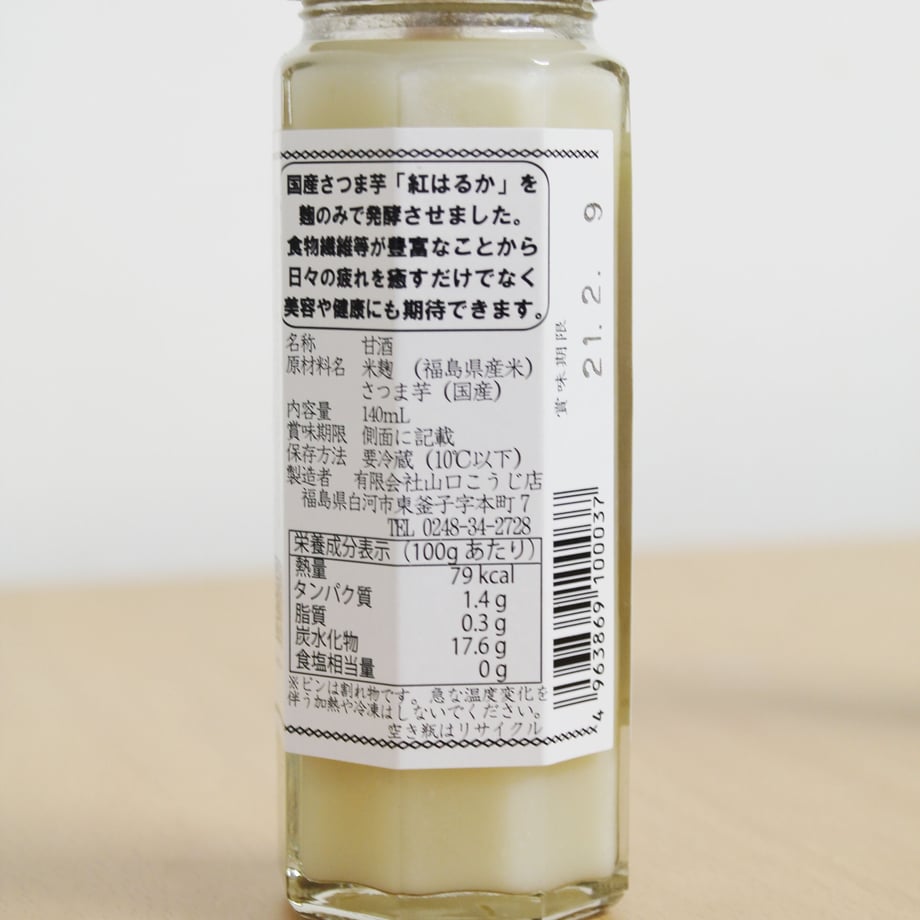 国産さつま芋「紅はるか」を
麹のみで発酵させました。
食物繊維等が豊富なことから
日々の疲れを癒すだけでなく
美容や健康にも期待できます。
名称 甘酒
原材料名 米麹 (福島県産米)
さつま芋 (国産)
内容量 140mL
賞味期限 側面に記載
保存方法 要冷蔵 (10℃以下)
製造者 有限会社山口こうじ店
福島県白河市東釜子字本町7
TEL 0248-34-2728
栄養成分表示 (100gあたり)
熱量 79 kcal
タンパク質 1.4 g
脂質 0.3 g
炭水化物 17.6 g
食塩相当量 0 g
※ビンは割れ物です。急な温度変化を
伴う加熱や冷凍はしないでください。
空き瓶はリサイクル
賞味期限
21. 2. 9
4963869100037